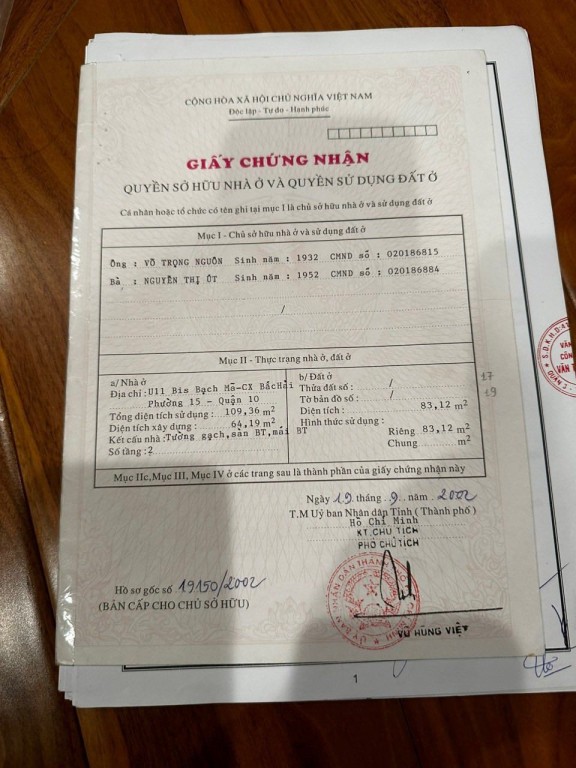 CỘNG HÒA XÃ HỘI CHỦ NGHĨA VIỆT NAM
Độc lập - Tự do - Hạnh phúc
GIẤY CHỨNG NHẬN
QUYỀN SỞ HỮU NHÀ Ở VÀ QUYỀN SỬ DỤNG ĐẤT Ở
Cá nhân hoặc tổ chức có tên ghi tại mục I là chủ sở hữu nhà ở và sử dụng đất ở
Mục I - Chủ sở hữu nhà ở và sử dụng đất ở
Ông : VÕ TRỌNG NGUÔN Sinh năm : 1932 CMND số : 020186815
Bà : NGUYỄN THỊ ÚT Sinh năm : 1952 CMND số : 020186884
/
Mục II - Thực trạng nhà ở, đất ở
a/ Nhà ở
Địa chỉ : U11 Bis Bạch Mã-CX BắcHải
Phường 15 - Quận 10
Tổng diện tích sử dụng : 109,36 m²
Diện tích xây dựng : 64,19 m²
Kết cấu nhà : Tường gạch, sàn BT, mái BT
Số tầng : 2
b/ Đất ở
Thửa đất số : /
Tờ bản đồ số : /
Diện tích : 83,12 m²
Hình thức sử dụng :
Riêng 83,12 m²
Chung m²
17
19
Mục IIc, Mục III, Mục IV ở các trang sau là thành phần của giấy chứng nhận này
Ngày 19 tháng 9 năm 2002
T.M Uỷ ban Nhân dân Tỉnh ( Thành phố )
Hồ Chí Minh
KT.CHỦ TỊCH
PHÓ CHỦ TỊCH
Hồ sơ gốc số 19150/2002
(BẢN CẤP CHO CHỦ SỞ HỮU)
VŨ HÙNG VIỆT
1